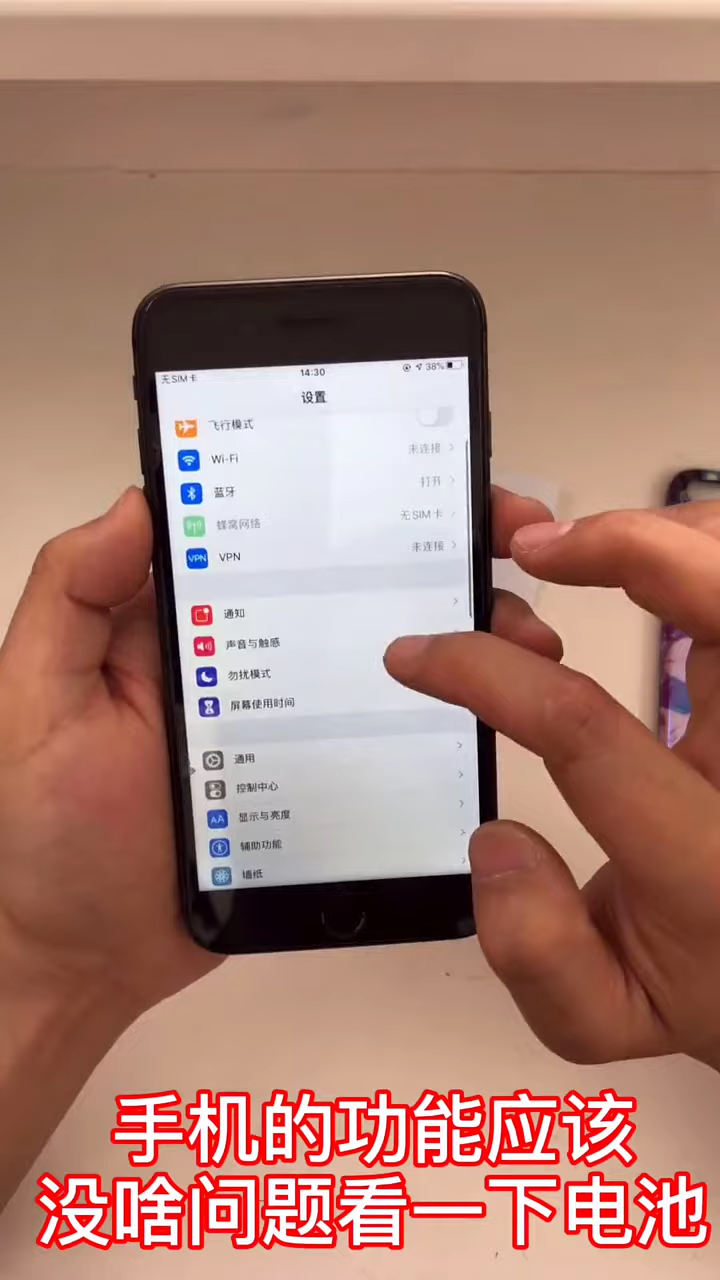 无SIM卡
14:30
38%
设置
飞行模式
Wi-Fi
未连接
蓝牙
打开
蜂窝网络
无SIM卡
VPN
VPN
未连接
通知
声音与触感
勿扰模式
屏幕使用时间
通用
控制中心
AA
显示与亮度
辅助功能
墙纸
手机的功能应该
没啥问题看一下电池